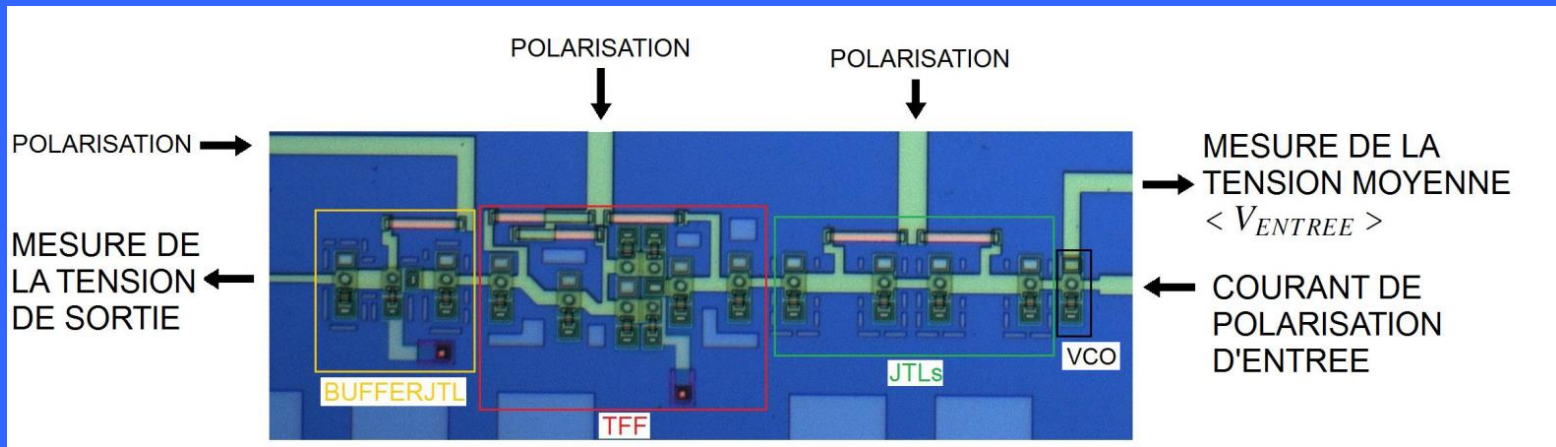 POLARISATION
POLARISATION
POLARISATION
MESURE DE LA
TENSION MOYENNE
< V_ENTREE >
MESURE DE
LA TENSION
DE SORTIE
COURANT DE
POLARISATION
D'ENTREE
VCO
JTLs
BUFFERJTL
TFF